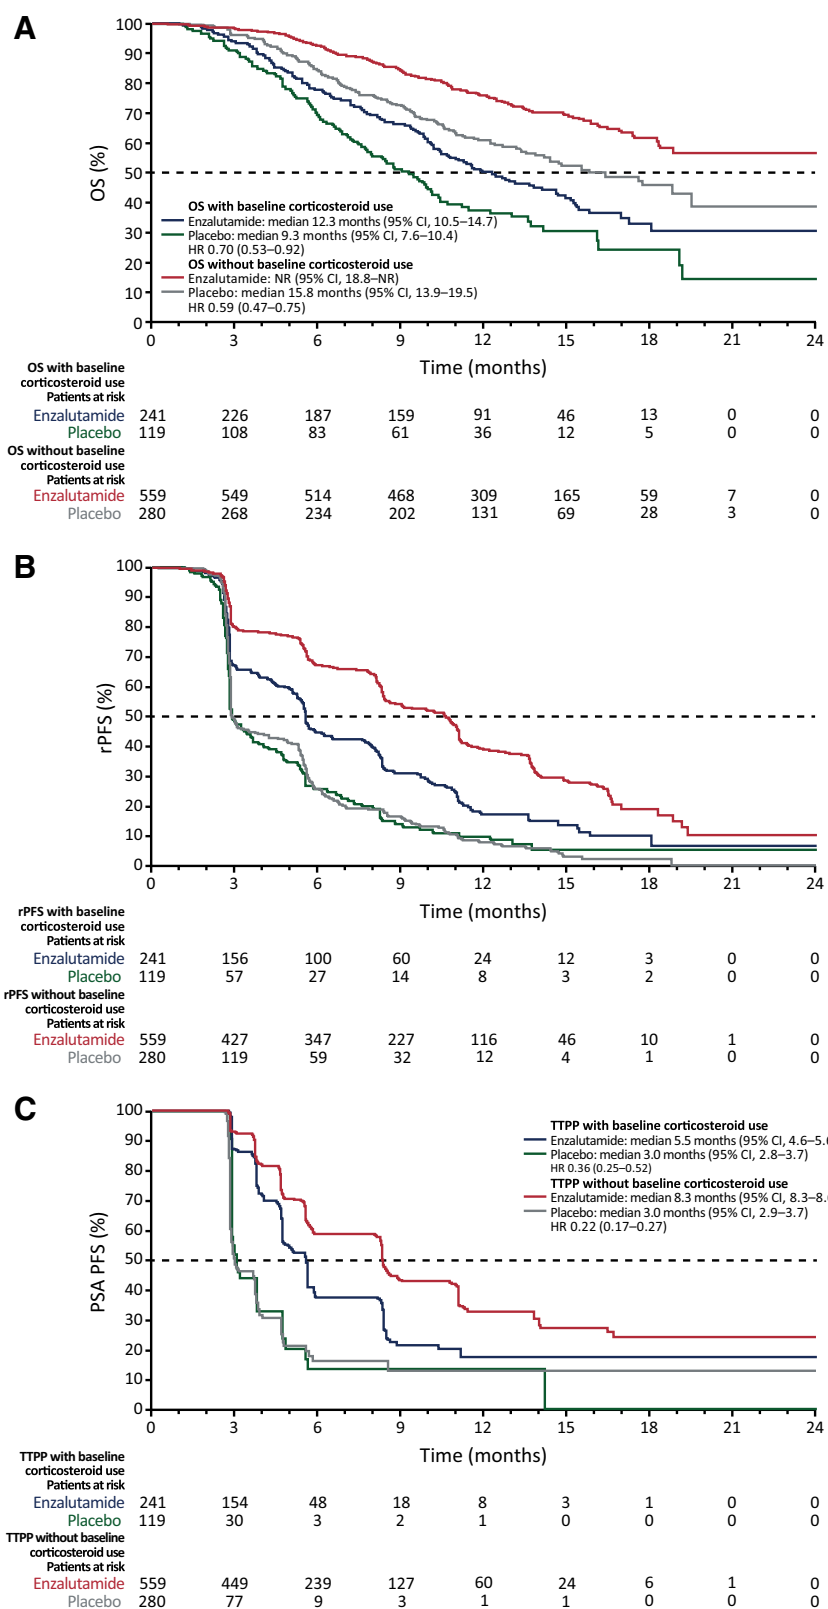 A
100
90
80
70
60
50
40
30
20
10
0
OS (%)
OS with baseline corticosteroid use
Enzalutamide: median 12.3 months (95% CI, 10.5–14.7)
Placebo: median 9.3 months (95% CI, 7.6–10.4)
HR 0.70 (0.53–0.92)
OS without baseline corticosteroid use
Enzalutamide: NR (95% CI, 18.8–NR)
Placebo: median 15.8 months (95% CI, 13.9–19.5)
HR 0.59 (0.47–0.75)
0 3 6 9 12 15 18 21 24
Time (months)
OS with baseline
corticosteroid use
Patients at risk
Enzalutamide 241 226 187 159 91 46 13 0 0
Placebo 119 108 83 61 36 12 5 0 0
OS without baseline
corticosteroid use
Patients at risk
Enzalutamide 559 549 514 468 309 165 59 7 0
Placebo 280 268 234 202 131 69 28 3 0
B
100
90
80
70
60
50
40
30
20
10
0
rPFS (%)
0 3 6 9 12 15 18 21 24
Time (months)
rPFS with baseline
corticosteroid use
Patients at risk
Enzalutamide 241 156 100 60 24 12 3 0 0
Placebo 119 57 27 14 8 3 2 0 0
rPFS without baseline
corticosteroid use
Patients at risk
Enzalutamide 559 427 347 227 116 46 10 1 0
Placebo 280 119 59 32 12 4 1 0 0
C
100
90
80
70
60
50
40
30
20
10
0
PSA PFS (%)
TTPP with baseline corticosteroid use
Enzalutamide: median 5.5 months (95% CI, 4.6–5.
Placebo: median 3.0 months (95% CI, 2.8–3.7)
HR 0.36 (0.25–0.52)
TTPP without baseline corticosteroid use
Enzalutamide: median 8.3 months (95% CI, 8.3–8.
Placebo: median 3.0 months (95% CI, 2.9–3.7)
HR 0.22 (0.17–0.27)
0 3 6 9 12 15 18 21 24
Time (months)
TTPP with baseline
corticosteroid use
Patients at risk
Enzalutamide 241 154 48 18 8 3 1 0 0
Placebo 119 30 3 2 1 0 0 0 0
TTPP without baseline
corticosteroid use
Patients at risk
Enzalutamide 559 449 239 127 60 24 6 1 0
Placebo 280 77 9 3 1 1 0 0 0